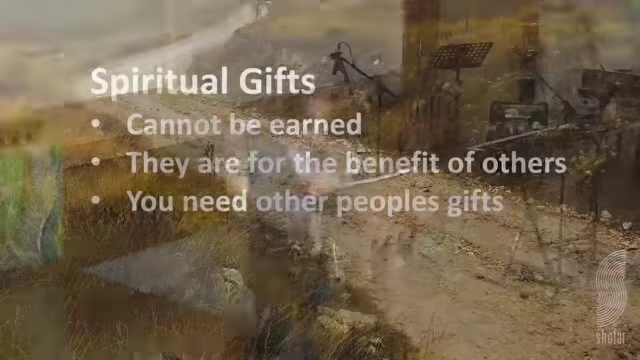 Spiritual Gifts
• Cannot be earned
• They are for the benefit of others
• You need other peoples gifts
shofar